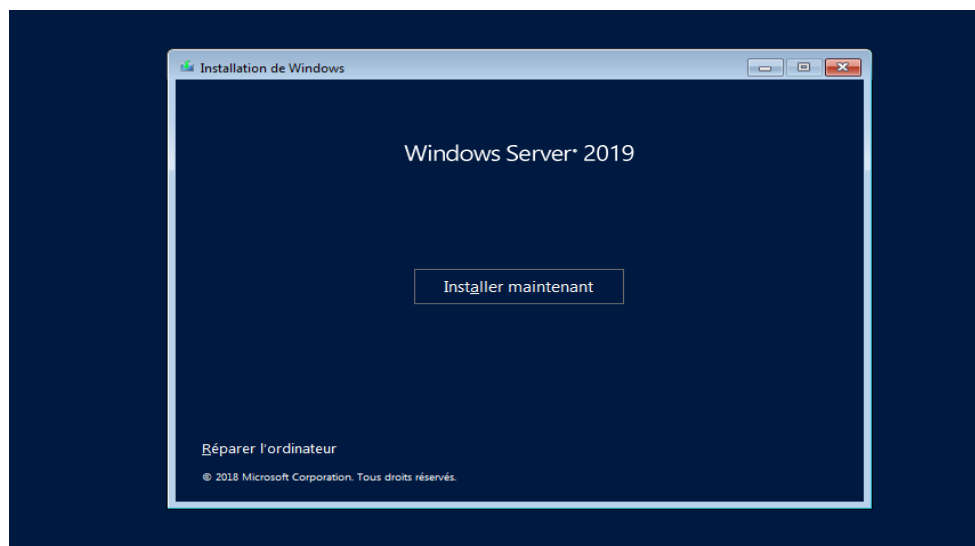 Installation de Windows
Windows Server® 2019
Installer maintenant
Réparer l'ordinateur
© 2018 Microsoft Corporation. Tous droits réservés.